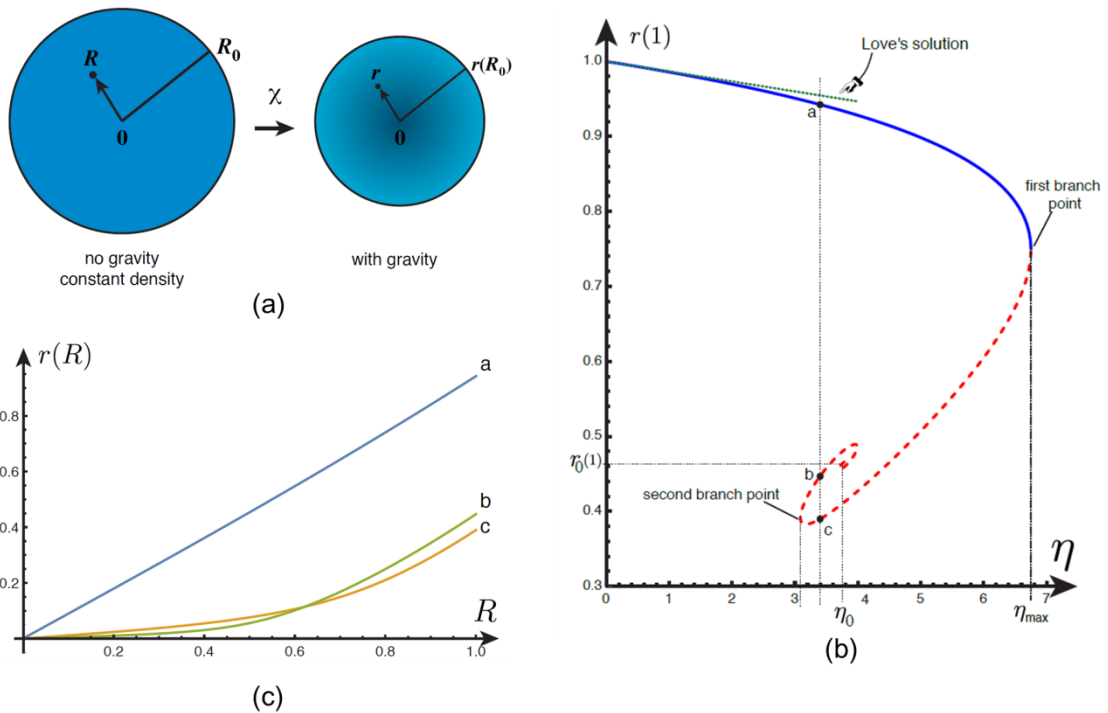 R
R₀
0
no gravity
constant density
χ
r
r(R₀)
0
with gravity
(a)
r(1)
Love's solution
1.0
0.9
0.8
0.7
0.6
0.5
0.4
0.3
a
first branch
point
r₀(1)
b
second branch point
c
0
1
2
3
4
5
6
7
η
η₀
ηmax
(b)
r(R)
0.8
0.6
0.4
0.2
a
b
c
R
0.2
0.4
0.6
0.8
1.0
(c)